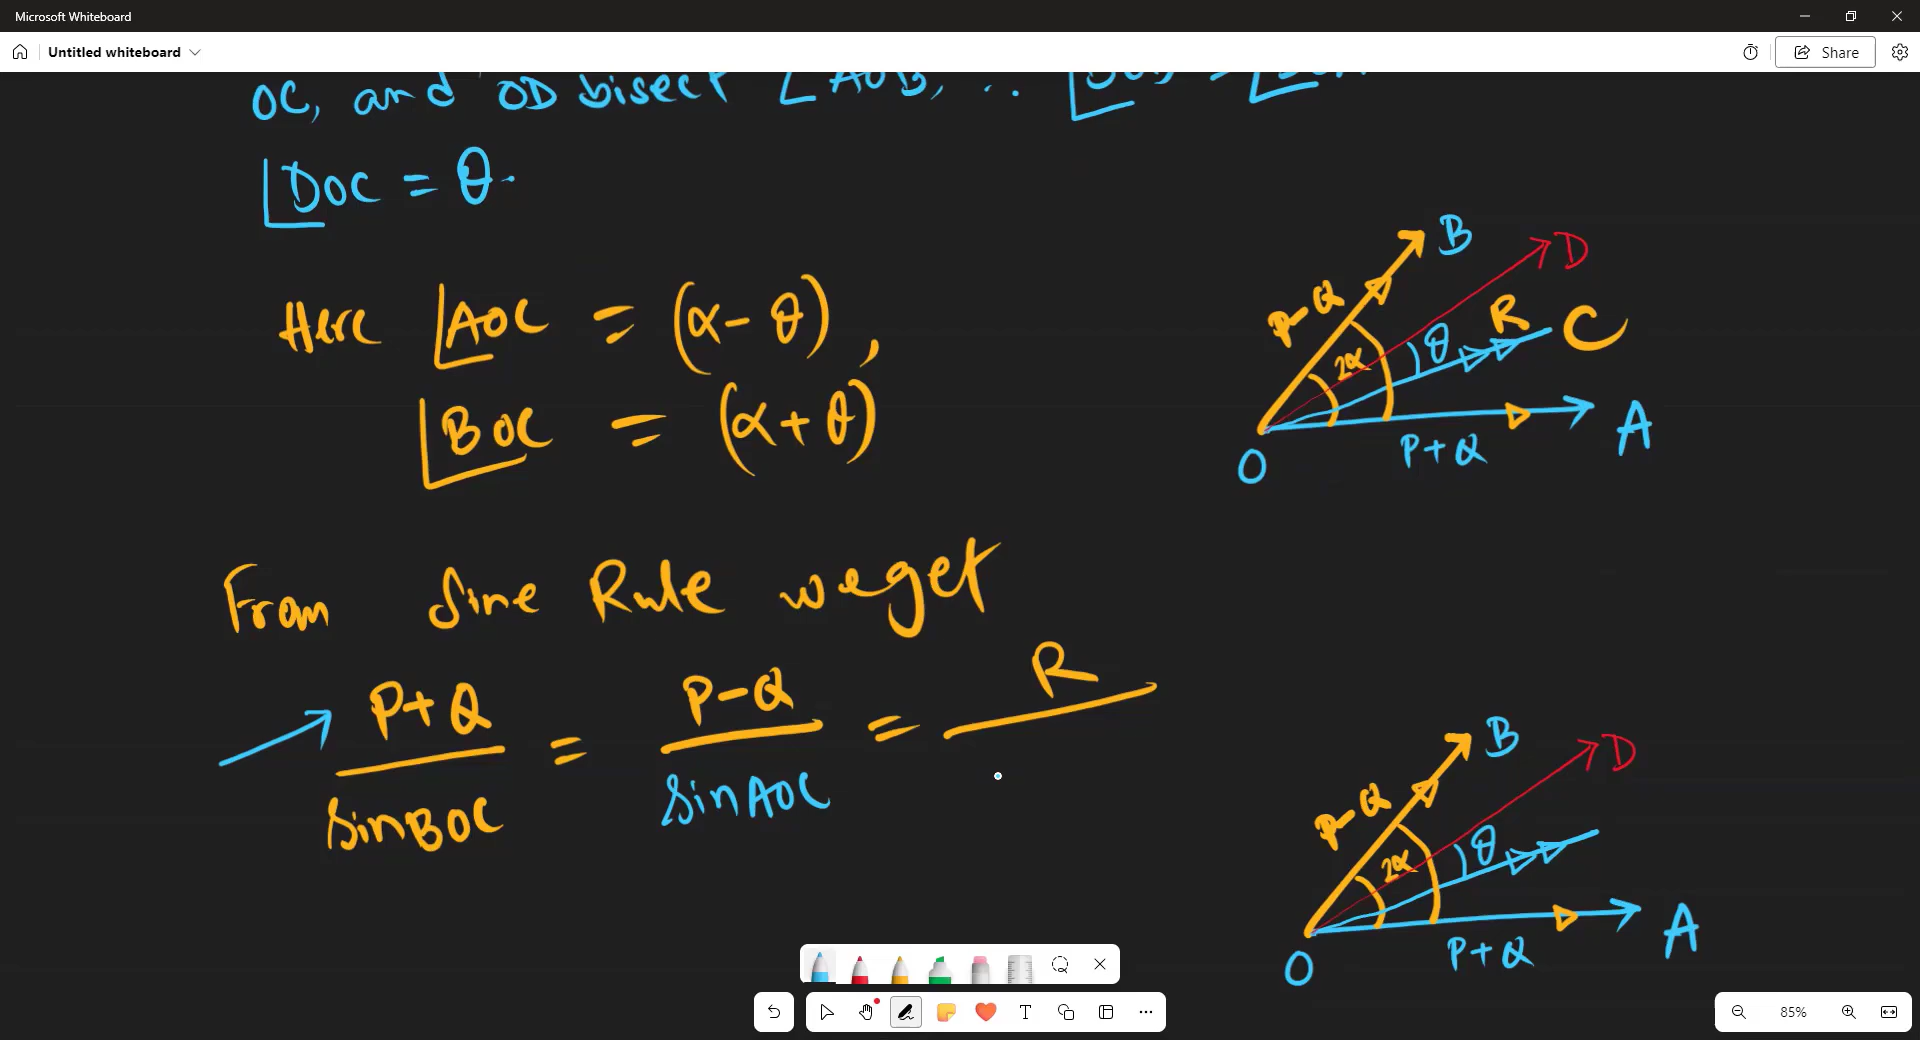 Microsoft Whiteboard
Untitled whiteboard
Share
OC, and OD bisect ∠AOB, ∴
∠DOC = θ.
Here ∠AOC = (α - θ),
∠BOC = (α + θ)
From Sine Rule we get
P+Q / SinBOC = P-Q / SinAOC = R
B
D
P-Q
R C
θ
2α
A
O
P+Q
B
D
P-Q
θ
2α
A
O
P+Q
85%